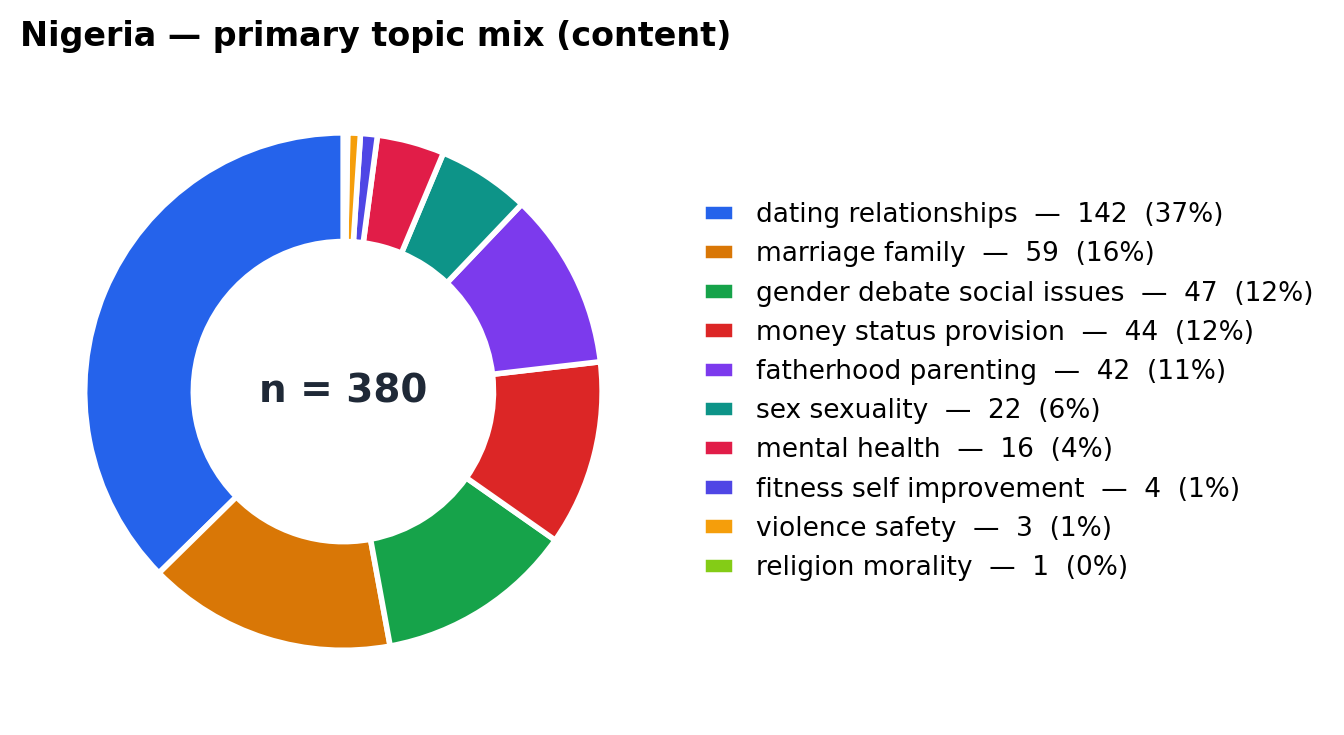 Nigeria — primary topic mix (content)
n = 380
dating relationships — 142 (37%)
marriage family — 59 (16%)
gender debate social issues — 47 (12%)
money status provision — 44 (12%)
fatherhood parenting — 42 (11%)
sex sexuality — 22 (6%)
mental health — 16 (4%)
fitness self improvement — 4 (1%)
violence safety — 3 (1%)
religion morality — 1 (0%)